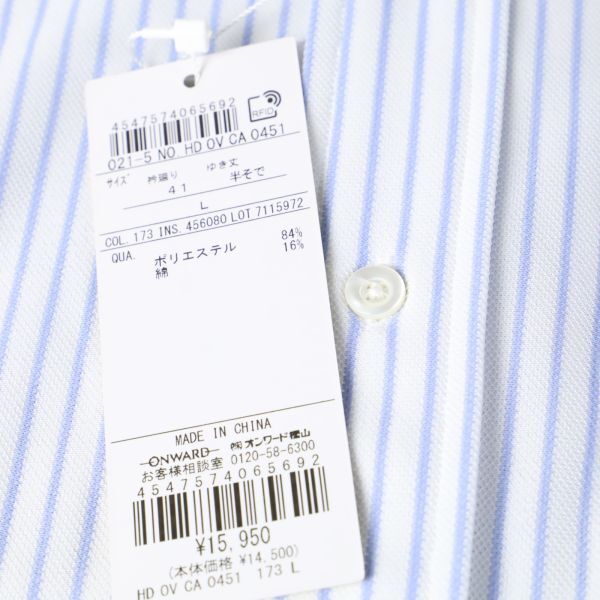 4547574065692
RFID
021-5 NO. HD OV CA 0451
サイズ 衿廻り ゆき丈
41 半そで
L
COL. 173 INS. 456080 LOT 7115972
QUA. ポリエステル 84%
綿 16%
MADE IN CHINA
ONWARD ㈱オンワード樫山
お客様相談室 0120-58-6300
4547574065692
¥15,950
(本体価格 ¥14,500)
HD OV CA 0451 173 L